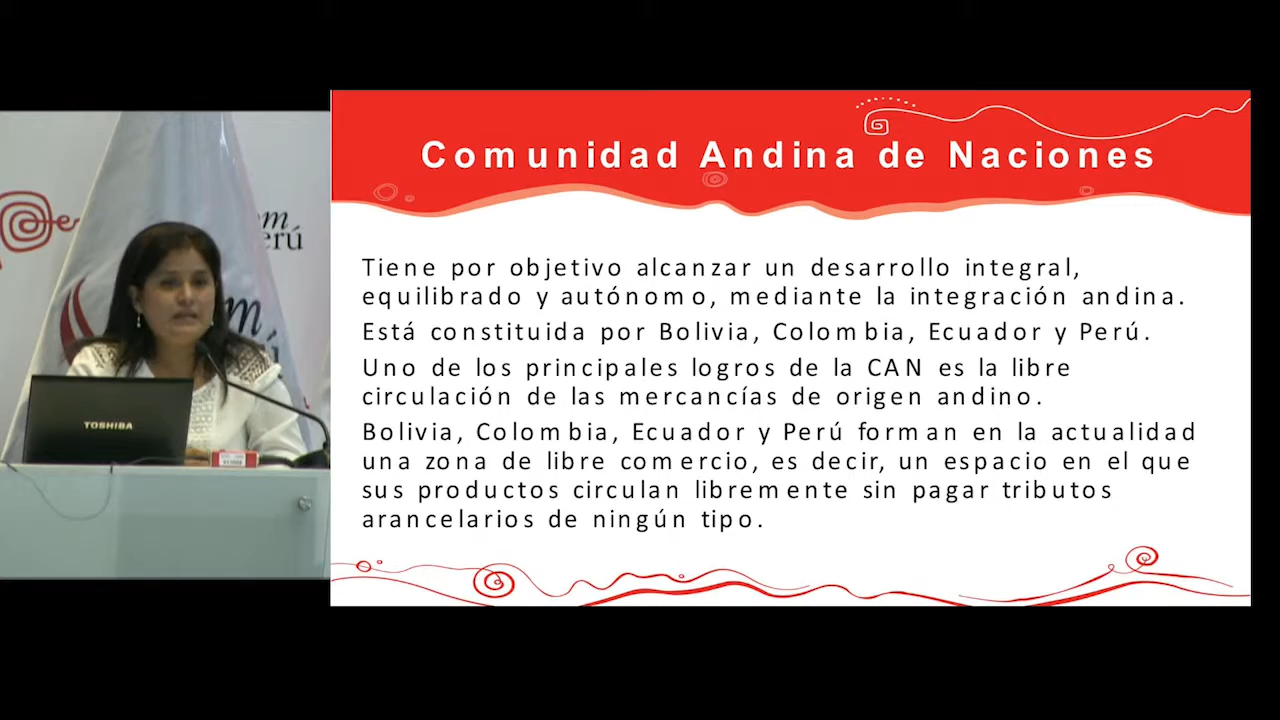 Comunidad Andina de Naciones
Tiene por objetivo alcanzar un desarrollo integral,
equilibrado y autónomo, mediante la integración andina.
Está constituida por Bolivia, Colombia, Ecuador y Perú.
Uno de los principales logros de la CAN es la libre
circulación de las mercancías de origen andino.
Bolivia, Colombia, Ecuador y Perú forman en la actualidad
una zona de libre comercio, es decir, un espacio en el que
sus productos circulan libremente sin pagar tributos
arancelarios de ningún tipo.
TOSHIBA